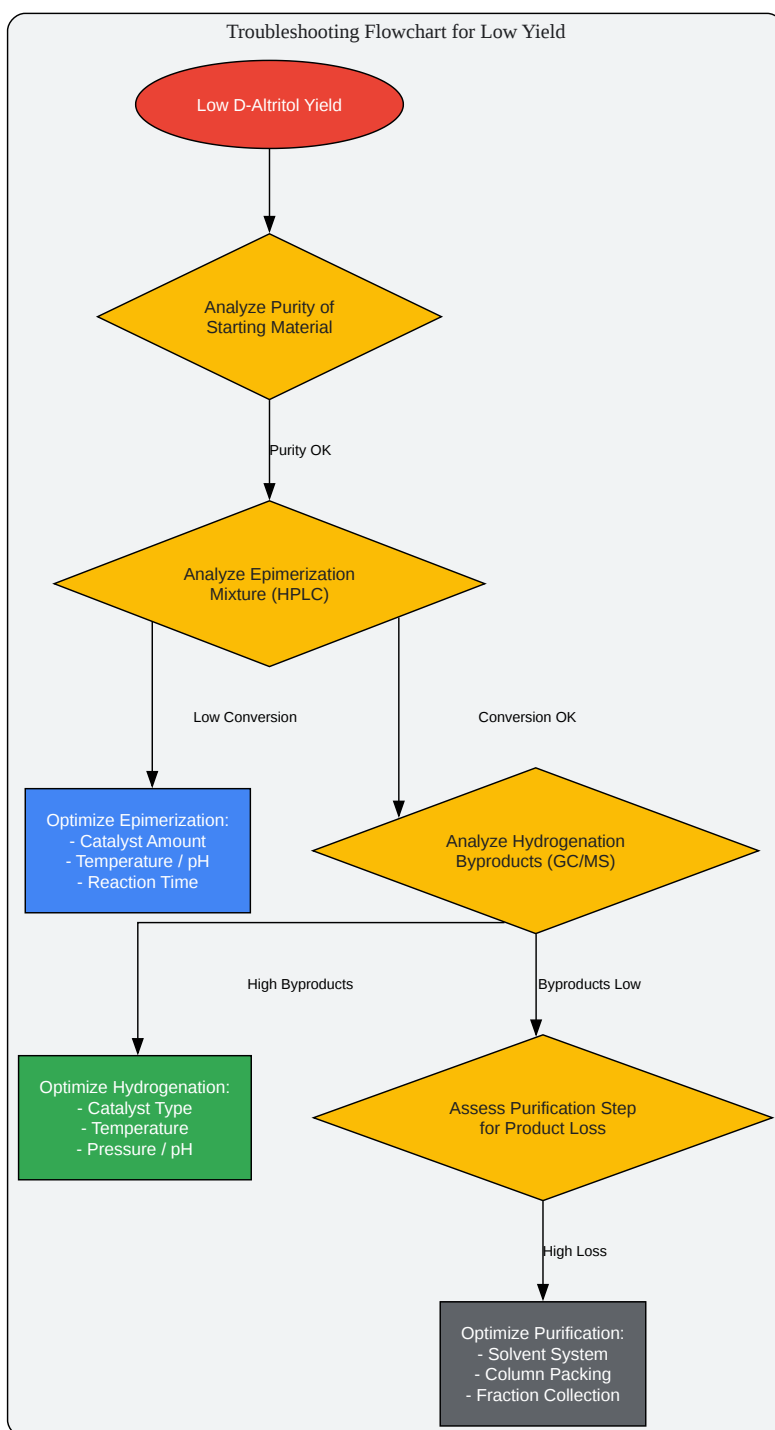 Troubleshooting Flowchart for Low Yield
Low D-Altritol Yield
Analyze Purity of
Starting Material
Purity OK
Analyze Epimerization
Mixture (HPLC)
Low Conversion
Conversion OK
Optimize Epimerization:
- Catalyst Amount
- Temperature / pH
- Reaction Time
Analyze Hydrogenation
Byproducts (GC/MS)
High Byproducts
Byproducts Low
Optimize Hydrogenation:
- Catalyst Type
- Temperature
- Pressure / pH
Assess Purification Step
for Product Loss
High Loss
Optimize Purification:
- Solvent System
- Column Packing
- Fraction Collection